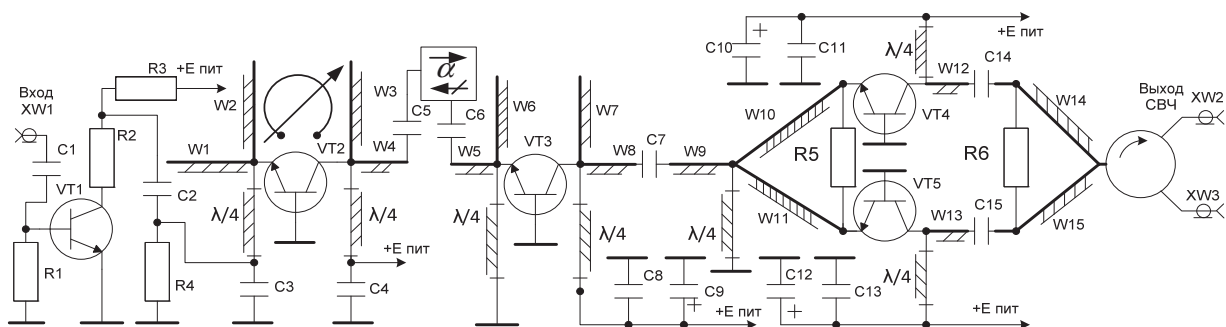 Вход
XW1
C1
VT1
R1
R2
R3
+Е пит
C2
R4
W1
W2
λ/4
C3
VT2
W3
λ/4
W4
C4
+Е пит
C5
α
C6
W5
W6
λ/4
VT3
W7
λ/4
W8
C7
W9
C8
C9
+
+Е пит
λ/4
W10
W11
R5
C10
+
C11
+Е пит
λ/4
VT4
VT5
W12
C14
W13
C15
λ/4
C12
+
C13
+Е пит
R6
W14
W15
Выход
СВЧ
XW2
XW3